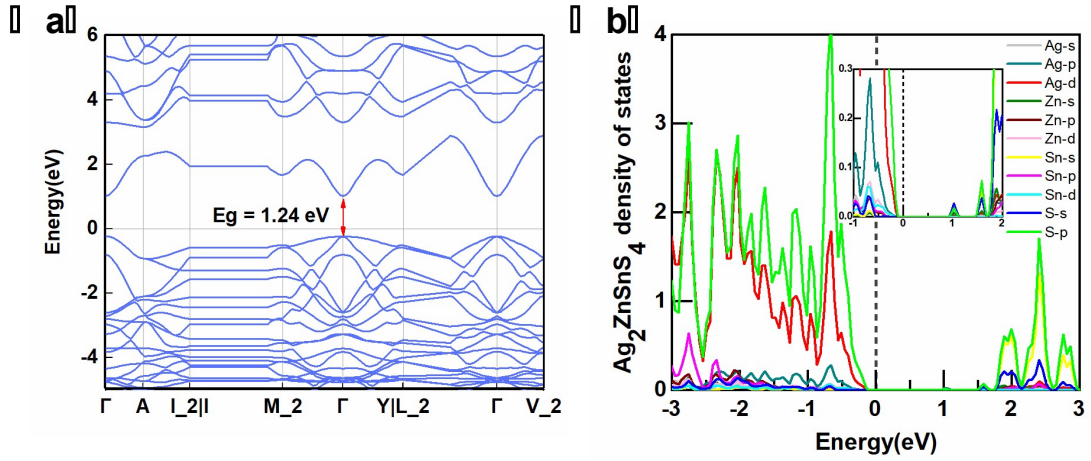 a
b
6
4
2
0
-2
-4
Energy(eV)
Eg = 1.24 eV
Γ A I_2|I M_2 Γ Y|L_2 Γ V_2
4
3
2
1
0
Ag2ZnSnS4 density of states
-3 -2 -1 0 1 2 3
Energy(eV)
0.3
0.2
0.1
0.0
-1 0 1 2
Ag-s
Ag-p
Ag-d
Zn-s
Zn-p
Zn-d
Sn-s
Sn-p
Sn-d
S-s
S-p